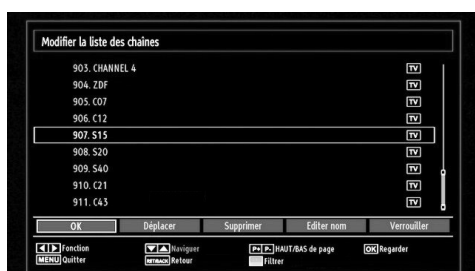 Modifier la liste des chaînes
903. CHANNEL 4 TV
904. ZDF TV
905. C07 TV
906. C12 TV
907. S15 TV
908. S20 TV
909. S40 TV
910. C21 TV
911. C43 TV
OK Déplacer Supprimer Editer nom Verrouiller
Fonction Naviguer P+ P- HAUT/BAS de page OK Regarder
MENU Quitter RET/BACK Retour Filtrer